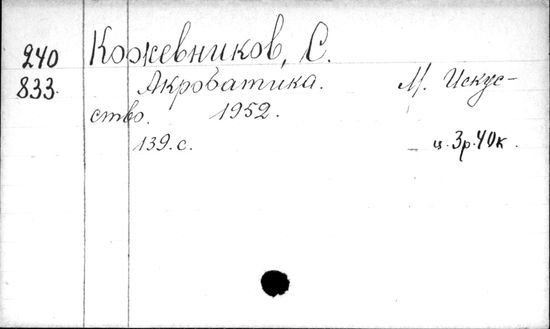 240 Кожевников, С.
833. Акробатика. М. Искус-
ство. 1952.
139.с. ц.3р.40к.